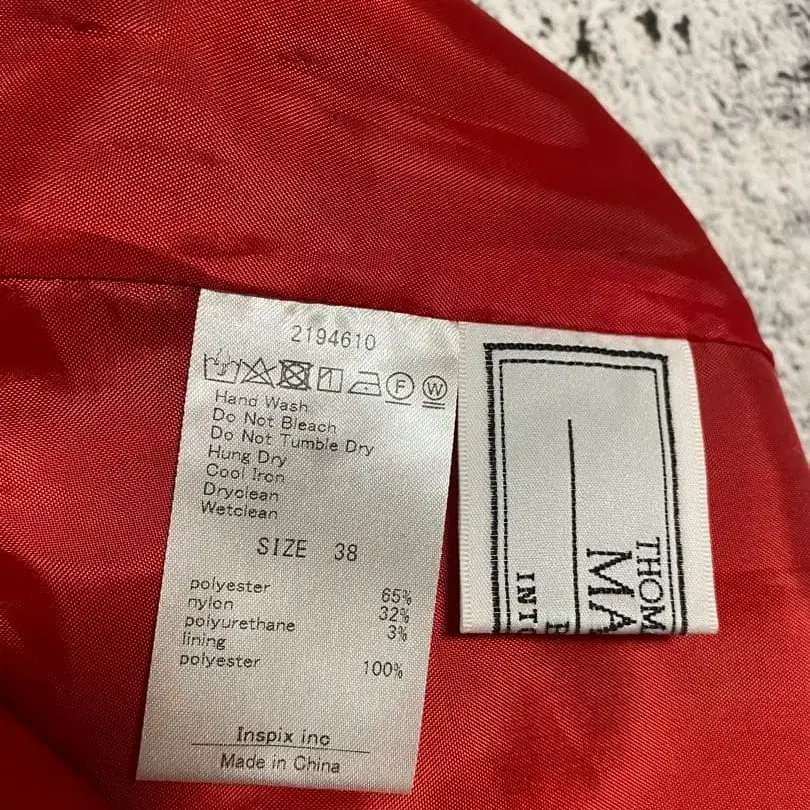 2194610
F W
Hand Wash
Do Not Bleach
Do Not Tumble Dry
Hung Dry
Cool Iron
Dryclean
Wetclean
SIZE 38
polyester 65%
nylon 32%
polyurethane 3%
lining
polyester 100%
Inspix inc
Made in China
THOM
MA
INT